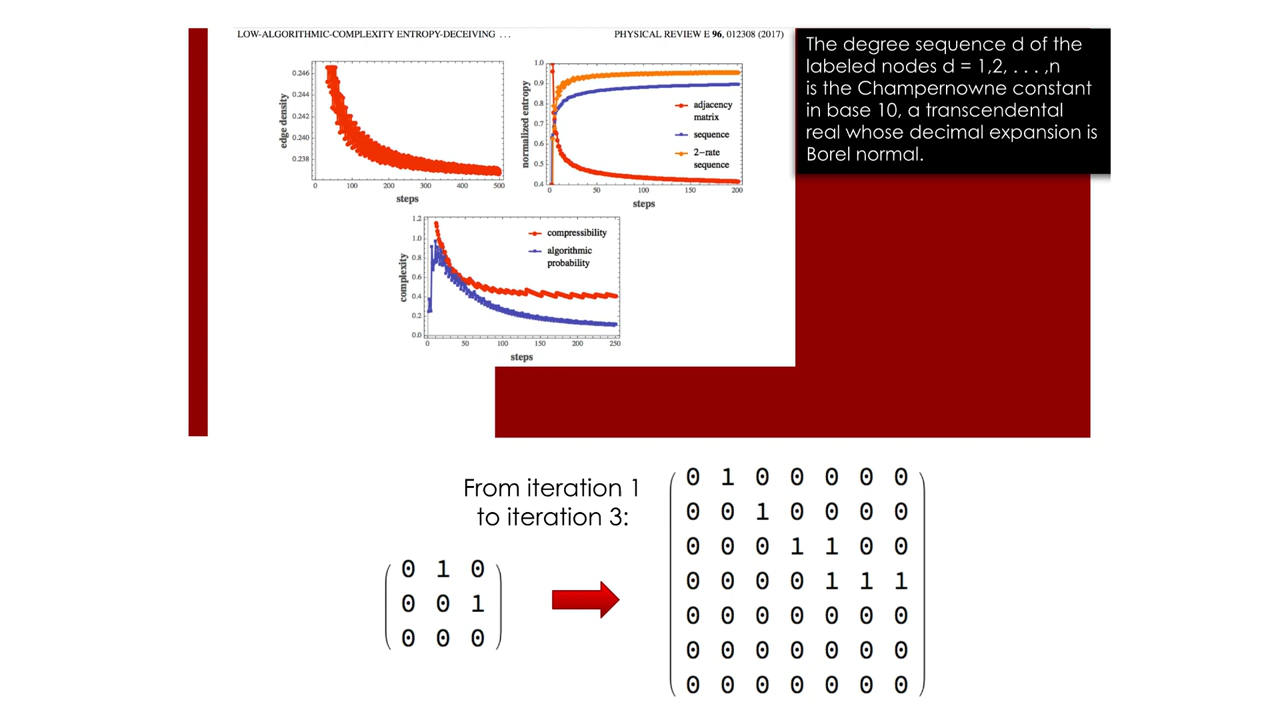 LOW-ALGORITHMIC-COMPLEXITY ENTROPY-DECEIVING ...
PHYSICAL REVIEW E 96, 012308 (2017)
The degree sequence d of the
labeled nodes d = 1,2, . . . ,n
is the Champernowne constant
in base 10, a transcendental
real whose decimal expansion is
Borel normal.
edge density
0.246
0.244
0.242
0.240
0.238
0 100 200 300 400 500
steps
normalized entropy
1.0
0.9
0.8
0.7
0.6
0.5
0.4
adjacency
matrix
sequence
2-rate
sequence
0 50 100 150 200
steps
complexity
1.2
1.0
0.8
0.6
0.4
0.2
0.0
compressibility
algorithmic
probability
0 50 100 150 200 250
steps
From iteration 1
to iteration 3:
0 1 0
0 0 1
0 0 0
0 1 0 0 0 0 0
0 0 1 0 0 0 0
0 0 0 1 1 0 0
0 0 0 0 1 1 1
0 0 0 0 0 0 0
0 0 0 0 0 0 0
0 0 0 0 0 0 0